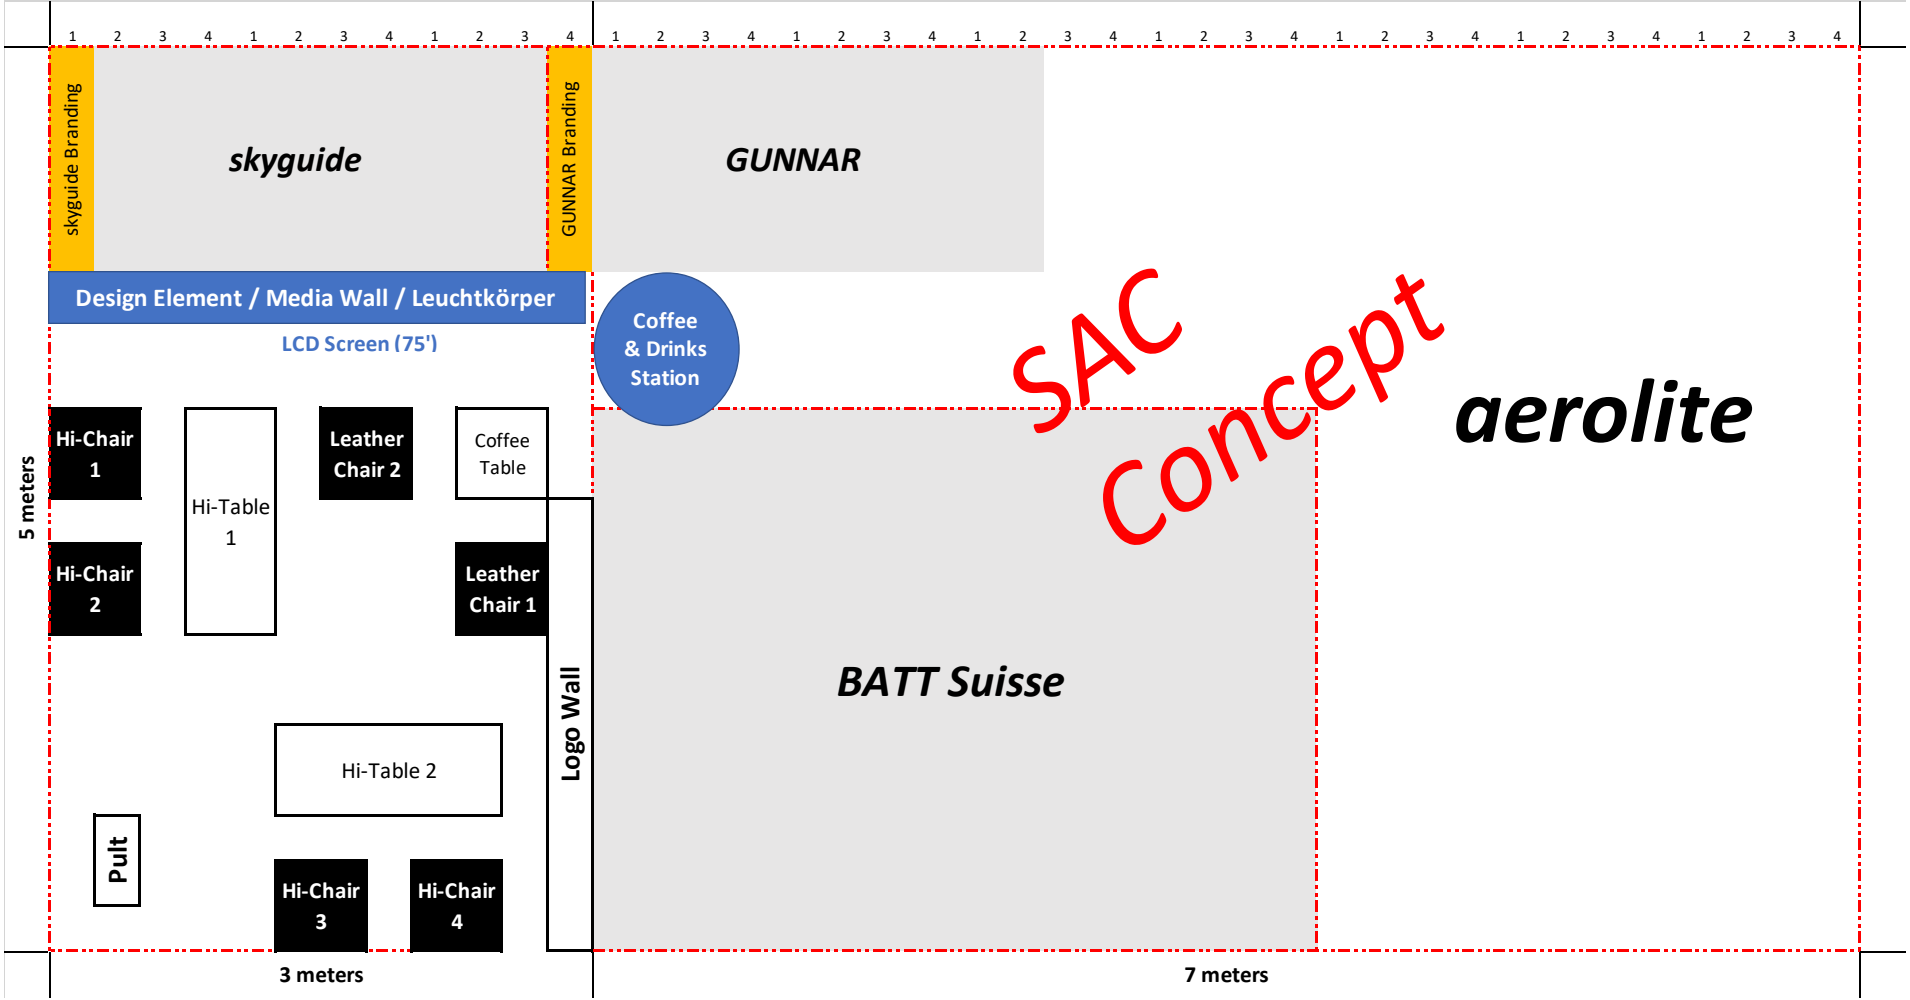 1 2 3 4 1 2 3 4 1 2 3 4 1 2 3 4 1 2 3 4 1 2 3 4 1 2 3 4 1 2 3 4 1 2 3 4 1 2 3 4
skyguide Branding
skyguide
GUNNAR Branding
GUNNAR
Design Element / Media Wall / Leuchtkörper
LCD Screen (75')
Coffee
& Drinks
Station
SAC
Concept
aerolite
5 meters
Hi-Chair
1
Hi-Table
1
Leather
Chair 2
Coffee
Table
Hi-Chair
2
Leather
Chair 1
Logo Wall
BATT Suisse
Hi-Table 2
Pult
Hi-Chair
3
Hi-Chair
4
3 meters
7 meters